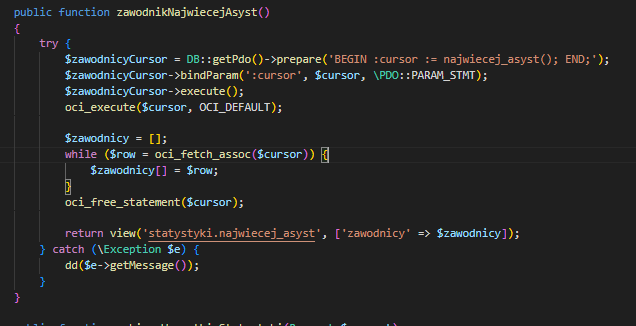 public function zawodnikNajwiecejAsyst()
{
    try {
        $zawodnicyCursor = DB::getPdo()->prepare('BEGIN :cursor := najwiecej_asyst(); END;');
        $zawodnicyCursor->bindParam(':cursor', $cursor, \PDO::PARAM_STMT);
        $zawodnicyCursor->execute();
        oci_execute($cursor, OCI_DEFAULT);

        $zawodnicy = [];
        while ($row = oci_fetch_assoc($cursor)) {
            $zawodnicy[] = $row;
        }
        oci_free_statement($cursor);

        return view('statystyki.najwiecej_asyst', ['zawodnicy' => $zawodnicy]);
    } catch (\Exception $e) {
        dd($e->getMessage());
    }
}
public function